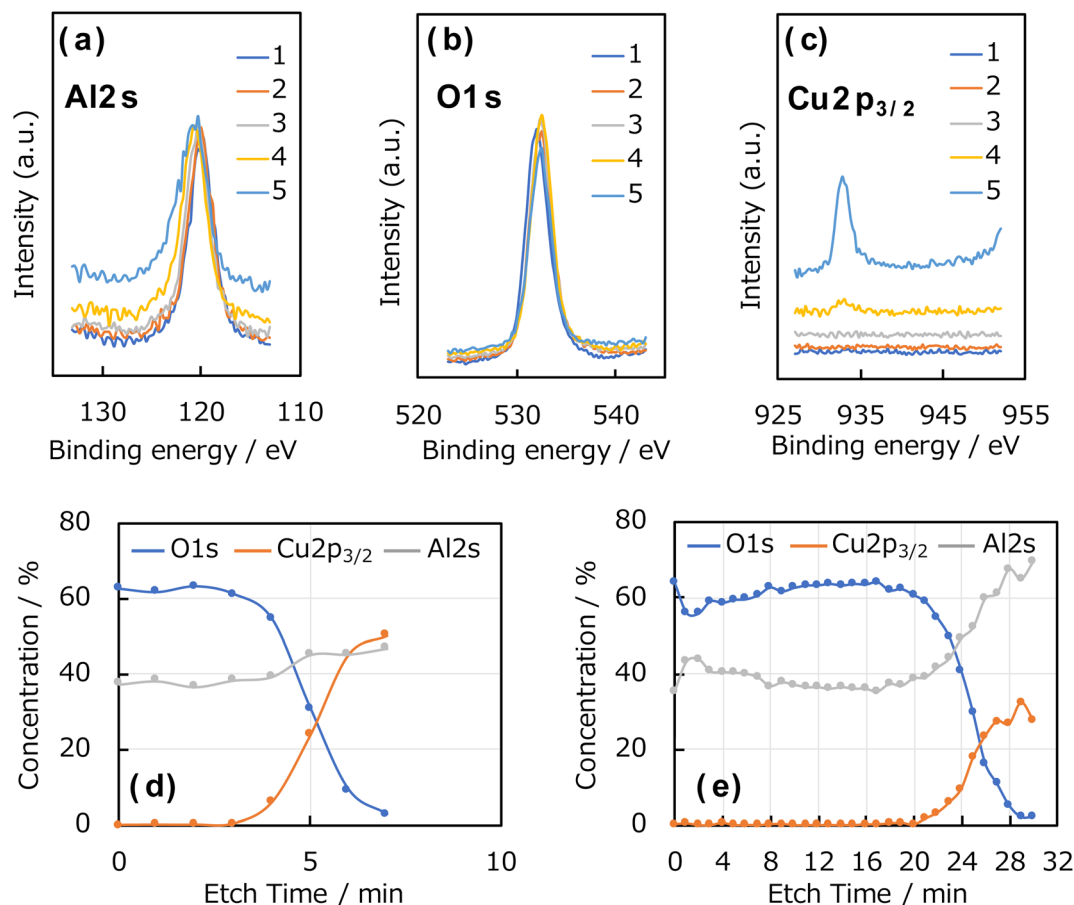 (a)
Al2s
1
2
3
4
5
Intensity (a.u.)
130 120 110
Binding energy / eV
(b)
O1s
1
2
3
4
5
Intensity (a.u.)
520 530 540
Binding energy / eV
(c)
Cu2p3/2
1
2
3
4
5
Intensity (a.u.)
925 935 945 955
Binding energy / eV
80
60
40
20
0
Concentration / %
O1s Cu2p3/2 Al2s
(d)
0 5 10
Etch Time / min
80
60
40
20
0
Concentration / %
O1s Cu2p3/2 Al2s
(e)
0 4 8 12 16 20 24 28 32
Etch Time / min